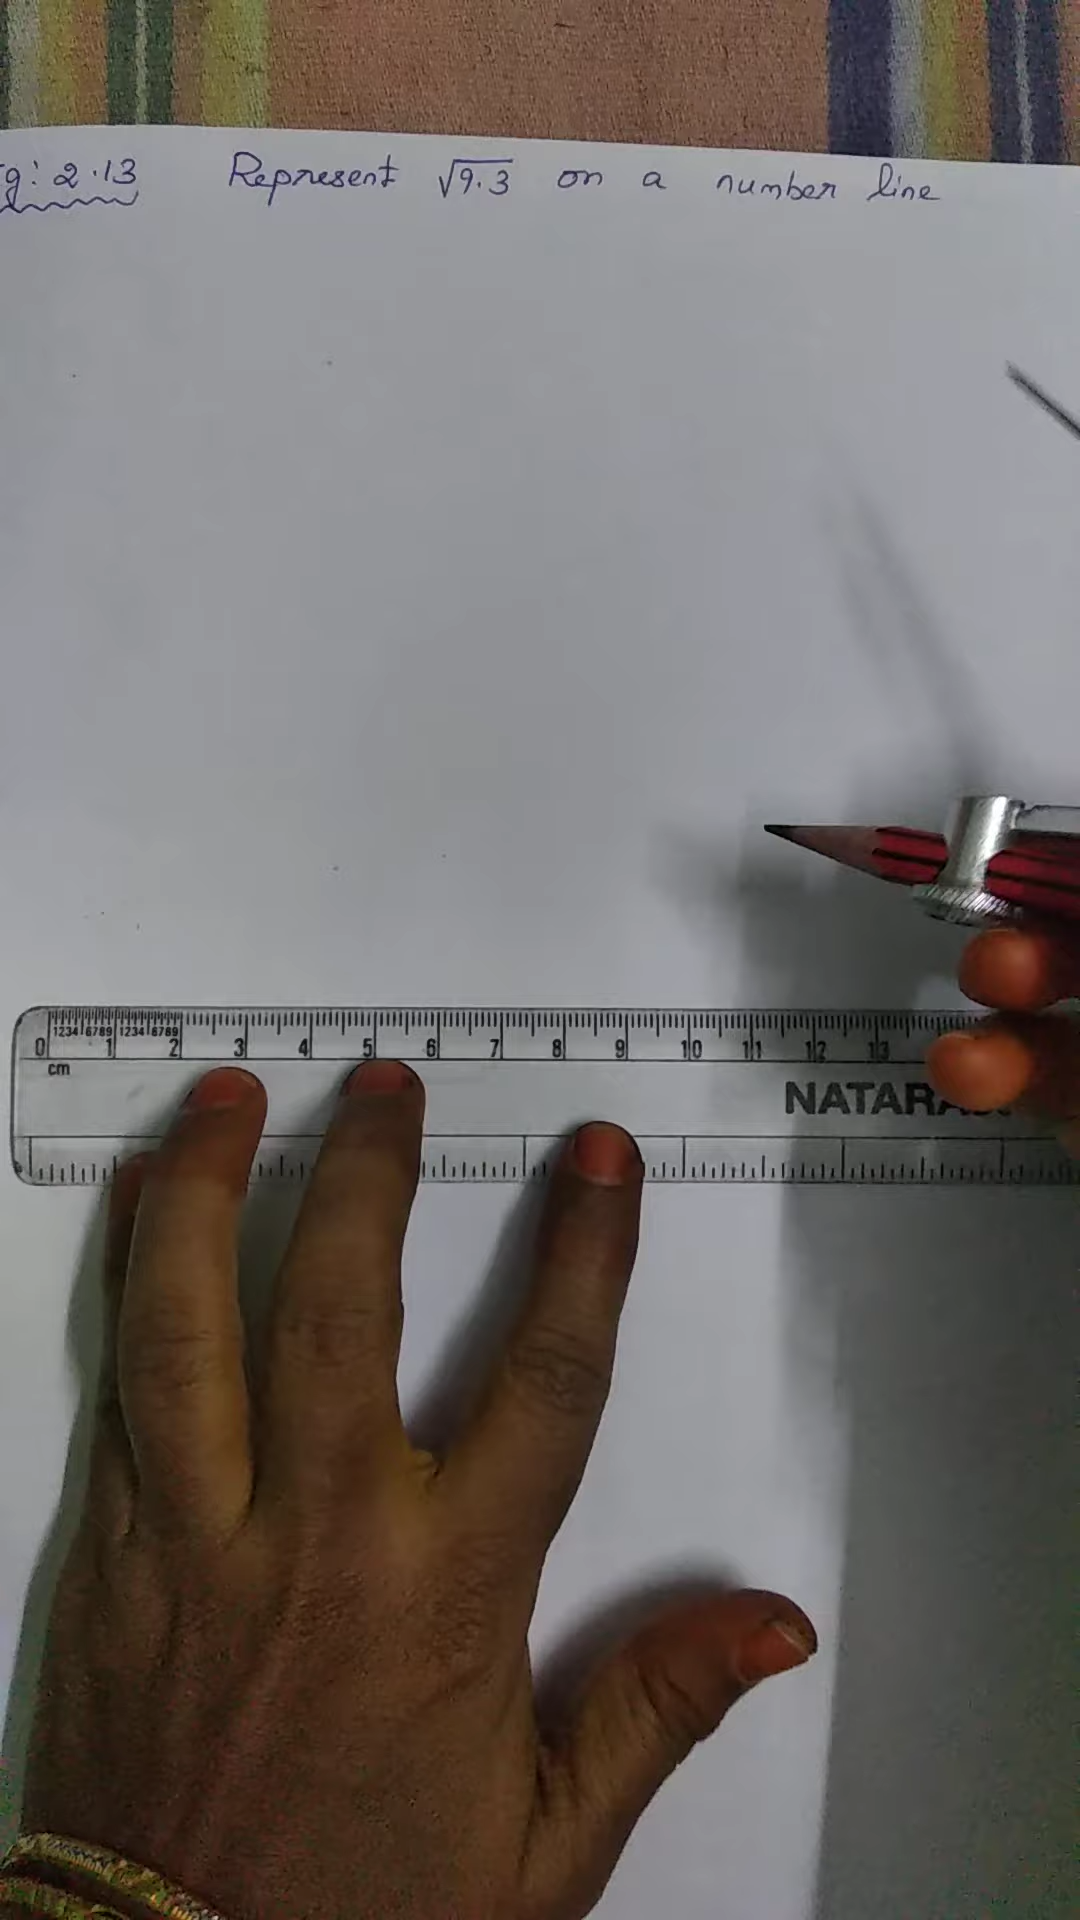 g: 2.13 Represent √9.3 on a number line
1234 6789 1234 6789
0 1 2 3 4 5 6 7 8 9 10 11 12 13
cm